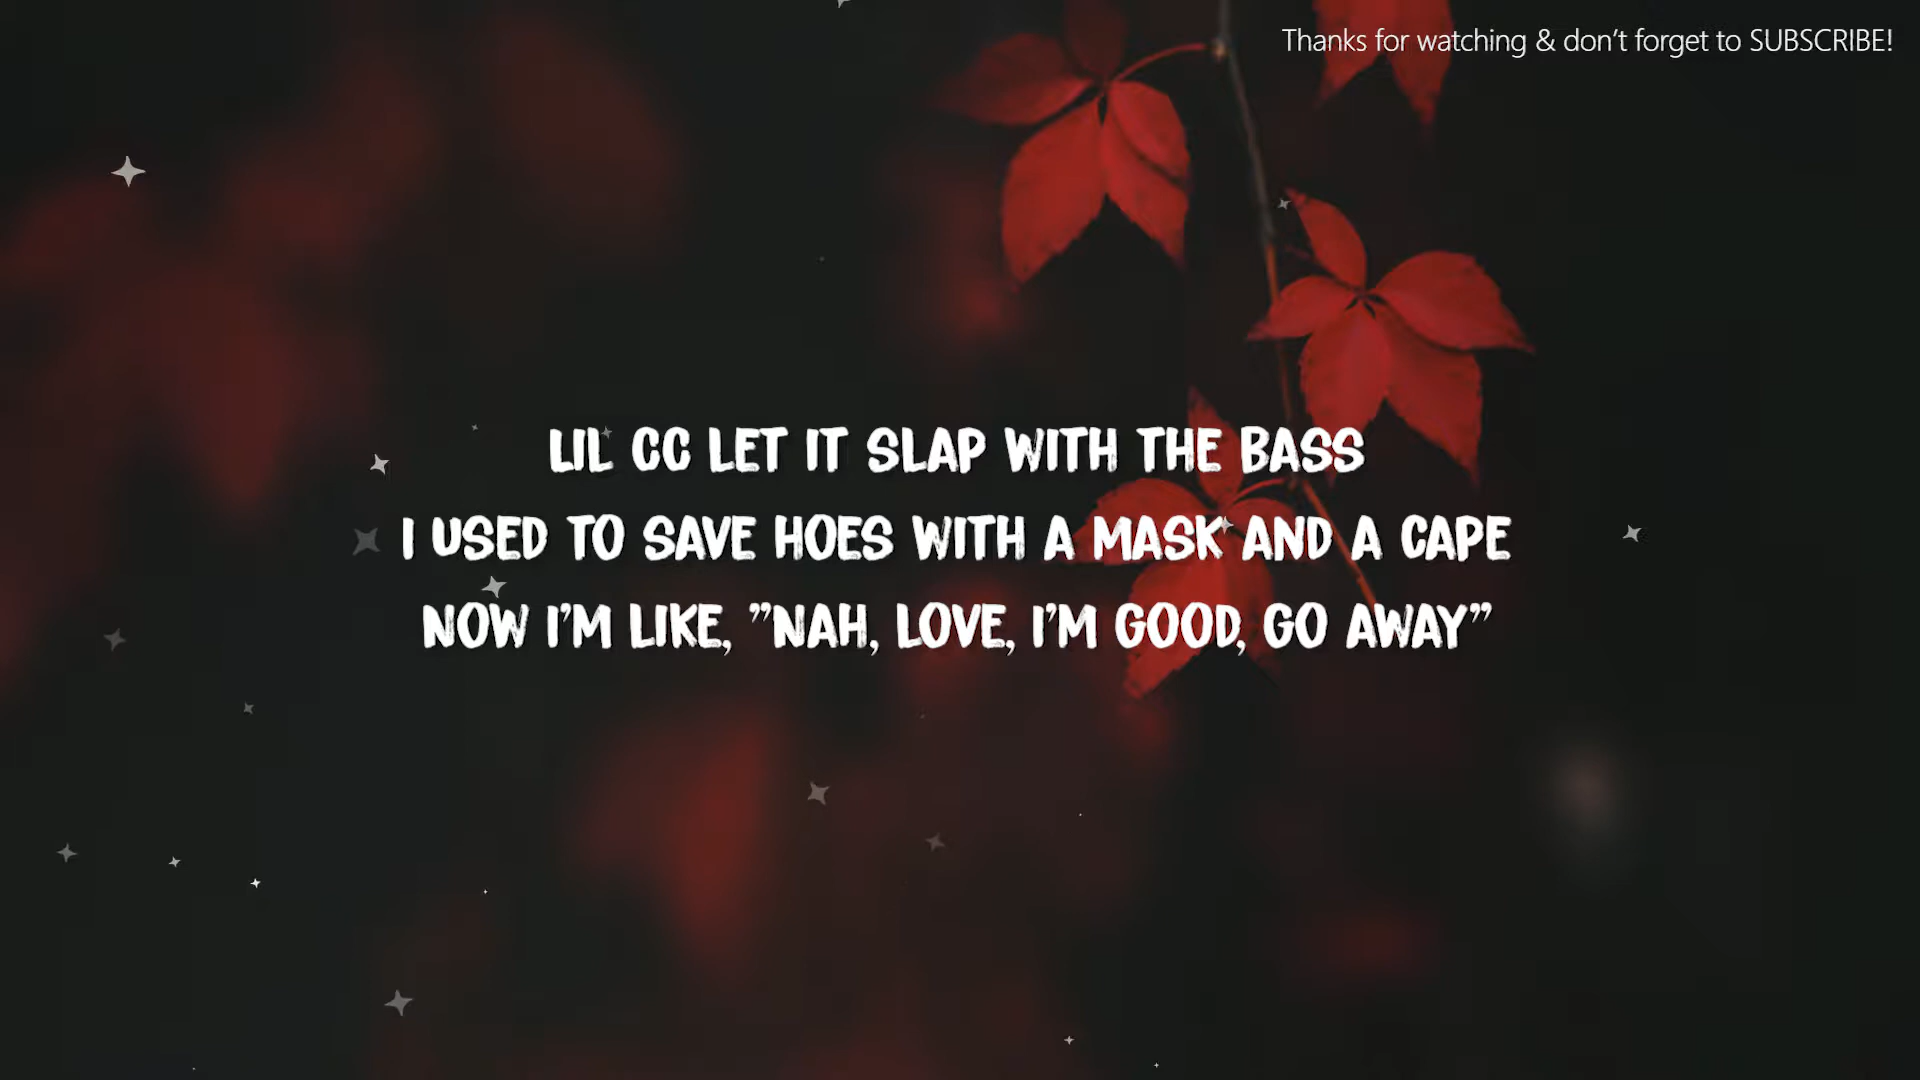 Thanks for watching & don't forget to SUBSCRIBE!
LIL CC LET IT SLAP WITH THE BASS
I USED TO SAVE HOES WITH A MASK AND A CAPE
NOW I'M LIKE, "NAH, LOVE, I'M GOOD, GO AWAY"